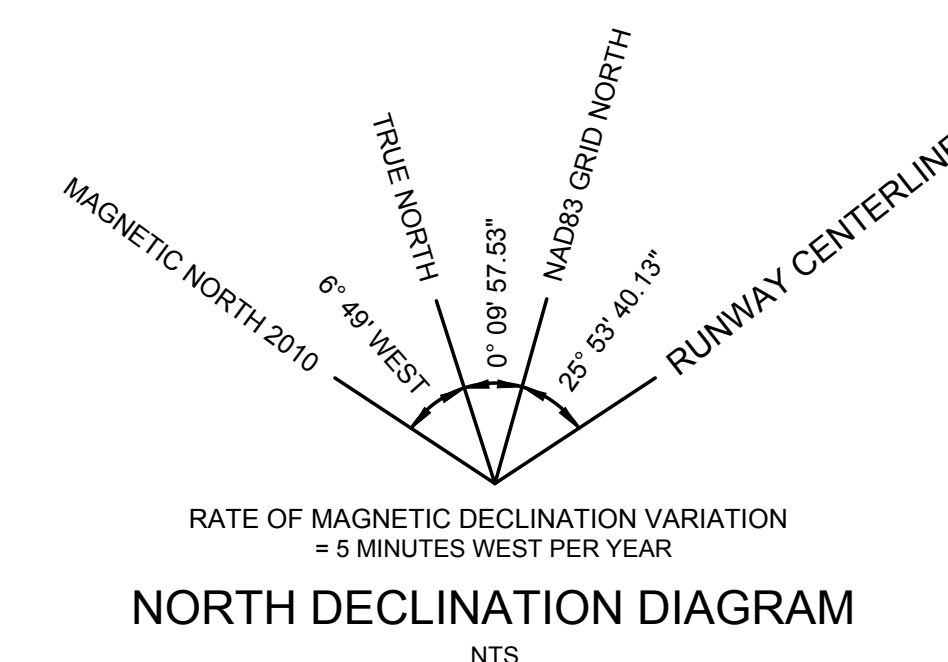 MAGNETIC NORTH 2010
6° 49' WEST
TRUE NORTH
0° 09' 57.53"
NAD83 GRID NORTH
25° 53' 40.13"
RUNWAY CENTERLINE
RATE OF MAGNETIC DECLINATION VARIATION
= 5 MINUTES WEST PER YEAR
NORTH DECLINATION DIAGRAM
NTS